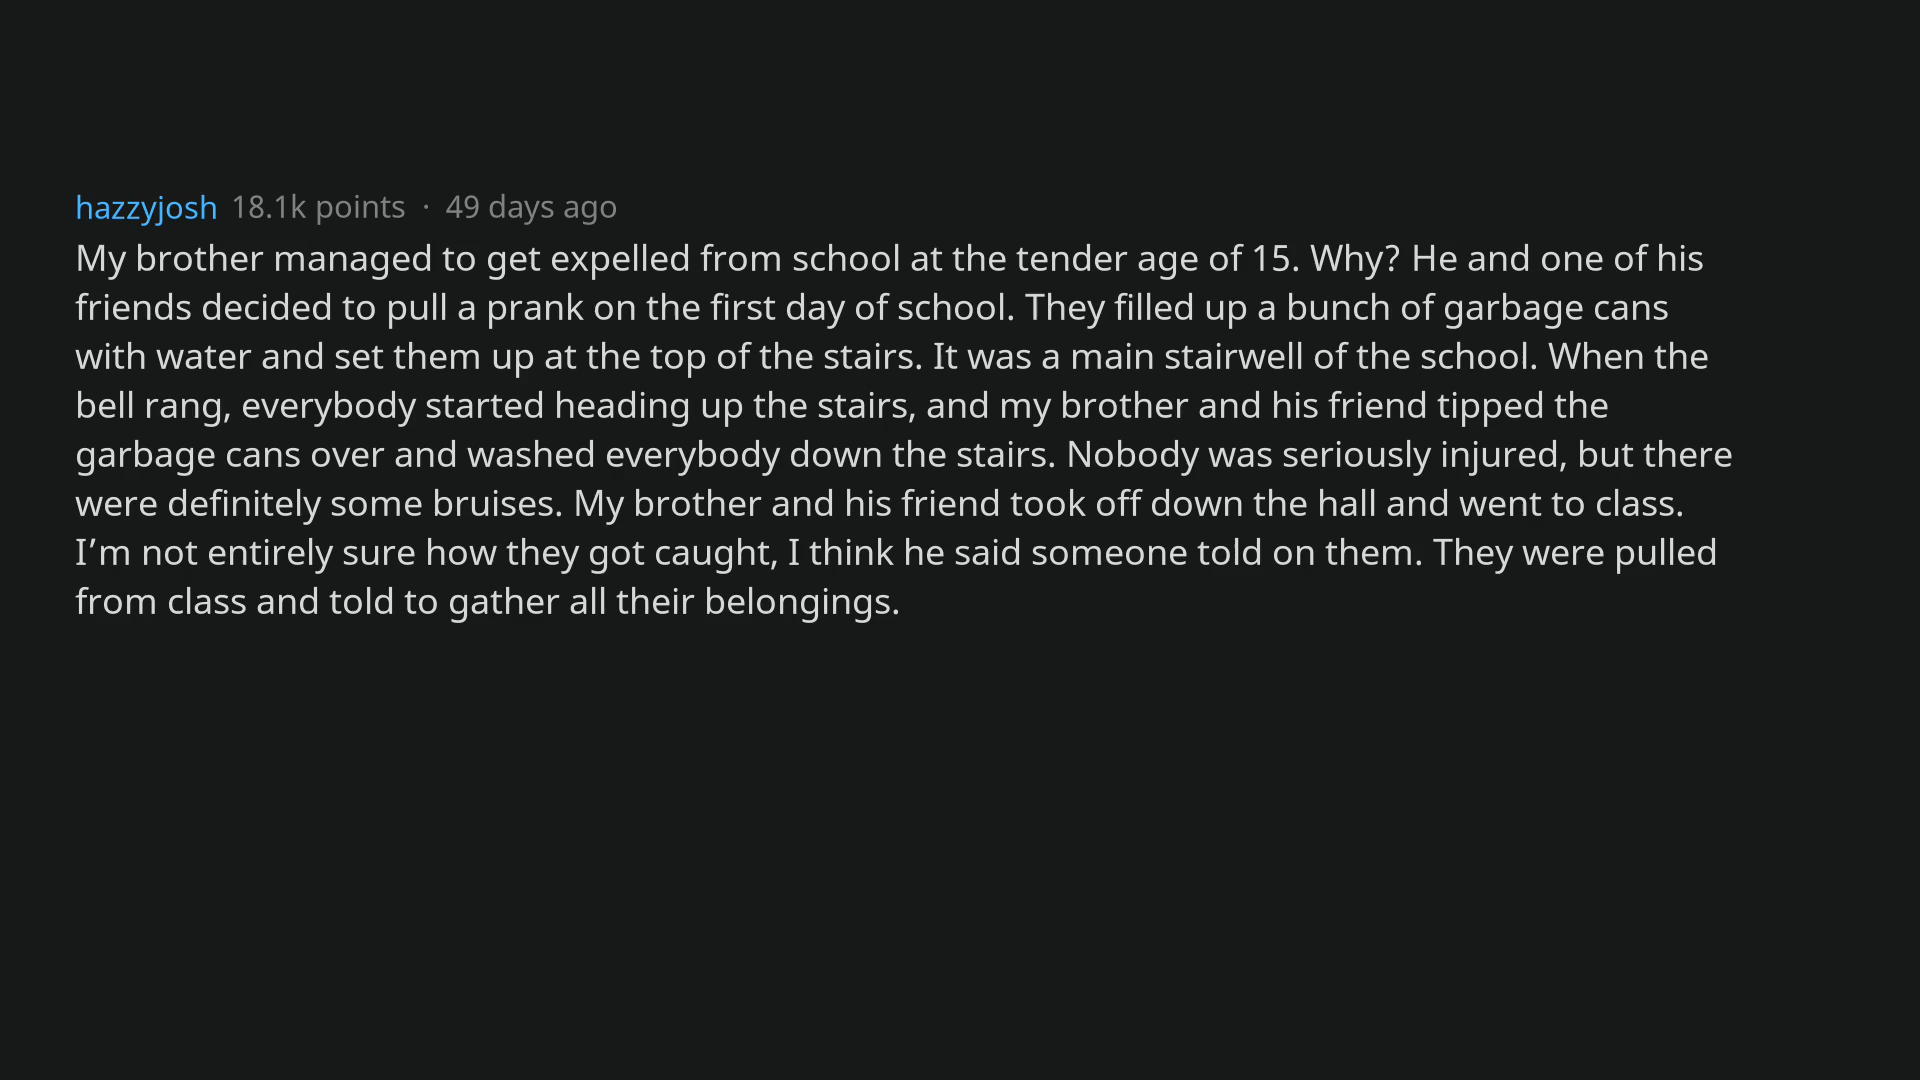 hazzyjosh 18.1k points · 49 days ago
My brother managed to get expelled from school at the tender age of 15. Why? He and one of his
friends decided to pull a prank on the first day of school. They filled up a bunch of garbage cans
with water and set them up at the top of the stairs. It was a main stairwell of the school. When the
bell rang, everybody started heading up the stairs, and my brother and his friend tipped the
garbage cans over and washed everybody down the stairs. Nobody was seriously injured, but there
were definitely some bruises. My brother and his friend took off down the hall and went to class.
I’m not entirely sure how they got caught, I think he said someone told on them. They were pulled
from class and told to gather all their belongings.